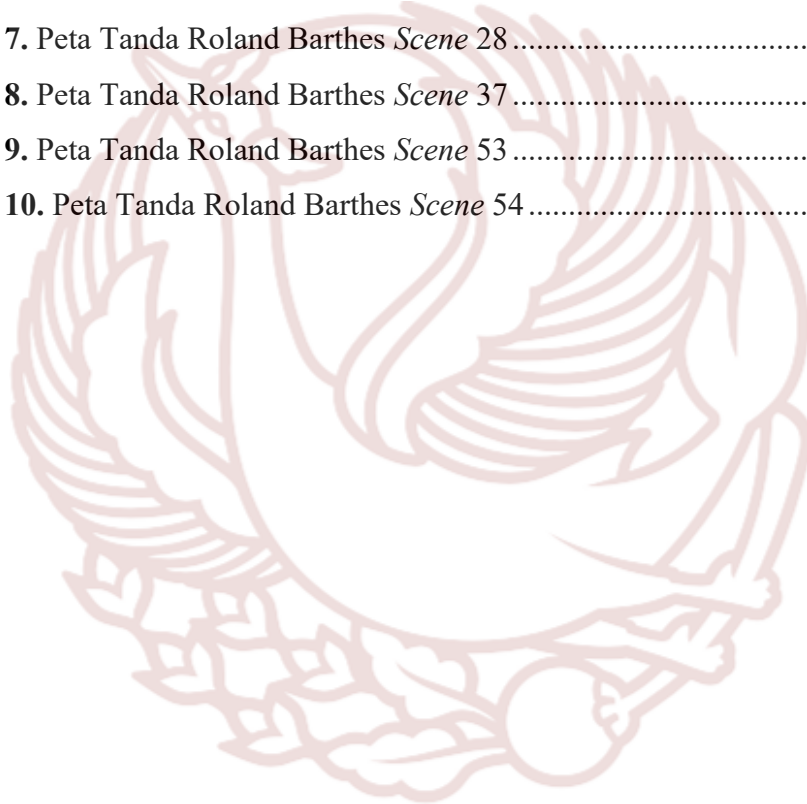 7. Peta Tanda Roland Barthes Scene 28 ....................................
8. Peta Tanda Roland Barthes Scene 37 ....................................
9. Peta Tanda Roland Barthes Scene 53 ....................................
10. Peta Tanda Roland Barthes Scene 54 ..................................